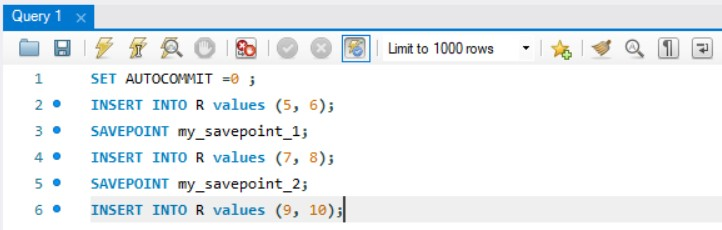 Query 1
Limit to 1000 rows
1 SET AUTOCOMMIT =0 ;
2 INSERT INTO R values (5, 6);
3 SAVEPOINT my_savepoint_1;
4 INSERT INTO R values (7, 8);
5 SAVEPOINT my_savepoint_2;
6 INSERT INTO R values (9, 10);